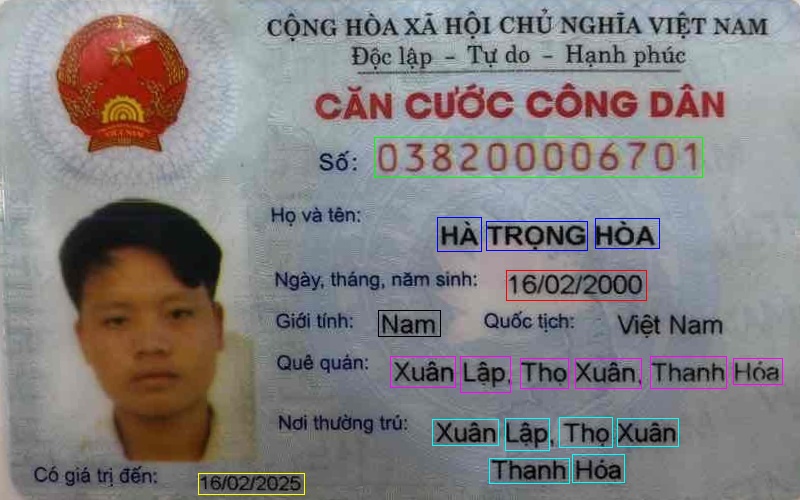 CỘNG HÒA XÃ HỘI CHỦ NGHĨA VIỆT NAM
Độc lập - Tự do - Hạnh phúc
CĂN CƯỚC CÔNG DÂN
VIỆT NAM
Số: 038200006701
Họ và tên:
HÀ TRỌNG HÒA
Ngày, tháng, năm sinh: 16/02/2000
Giới tính: Nam Quốc tịch: Việt Nam
Quê quán: Xuân Lập, Thọ Xuân, Thanh Hóa
Nơi thường trú: Xuân Lập, Thọ Xuân
Thanh Hóa
Có giá trị đến: 16/02/2025